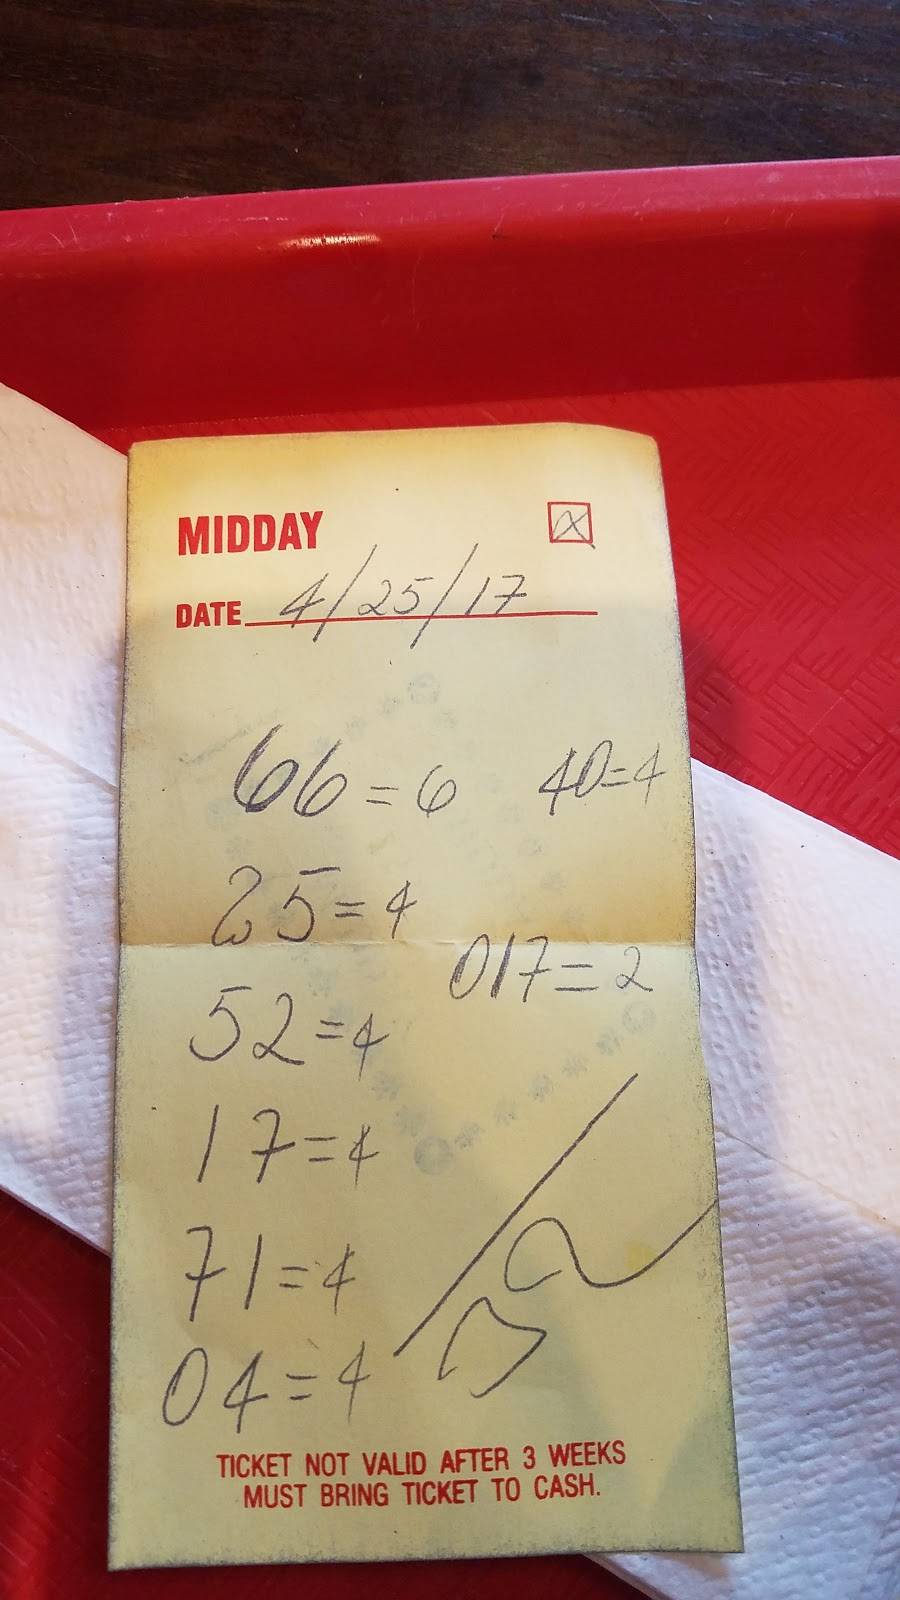 MIDDAY
DATE 4/25/17
66=6 40=4
25=4
017=2
52=4
17=4
71=4
04=4
32
TICKET NOT VALID AFTER 3 WEEKS
MUST BRING TICKET TO CASH.